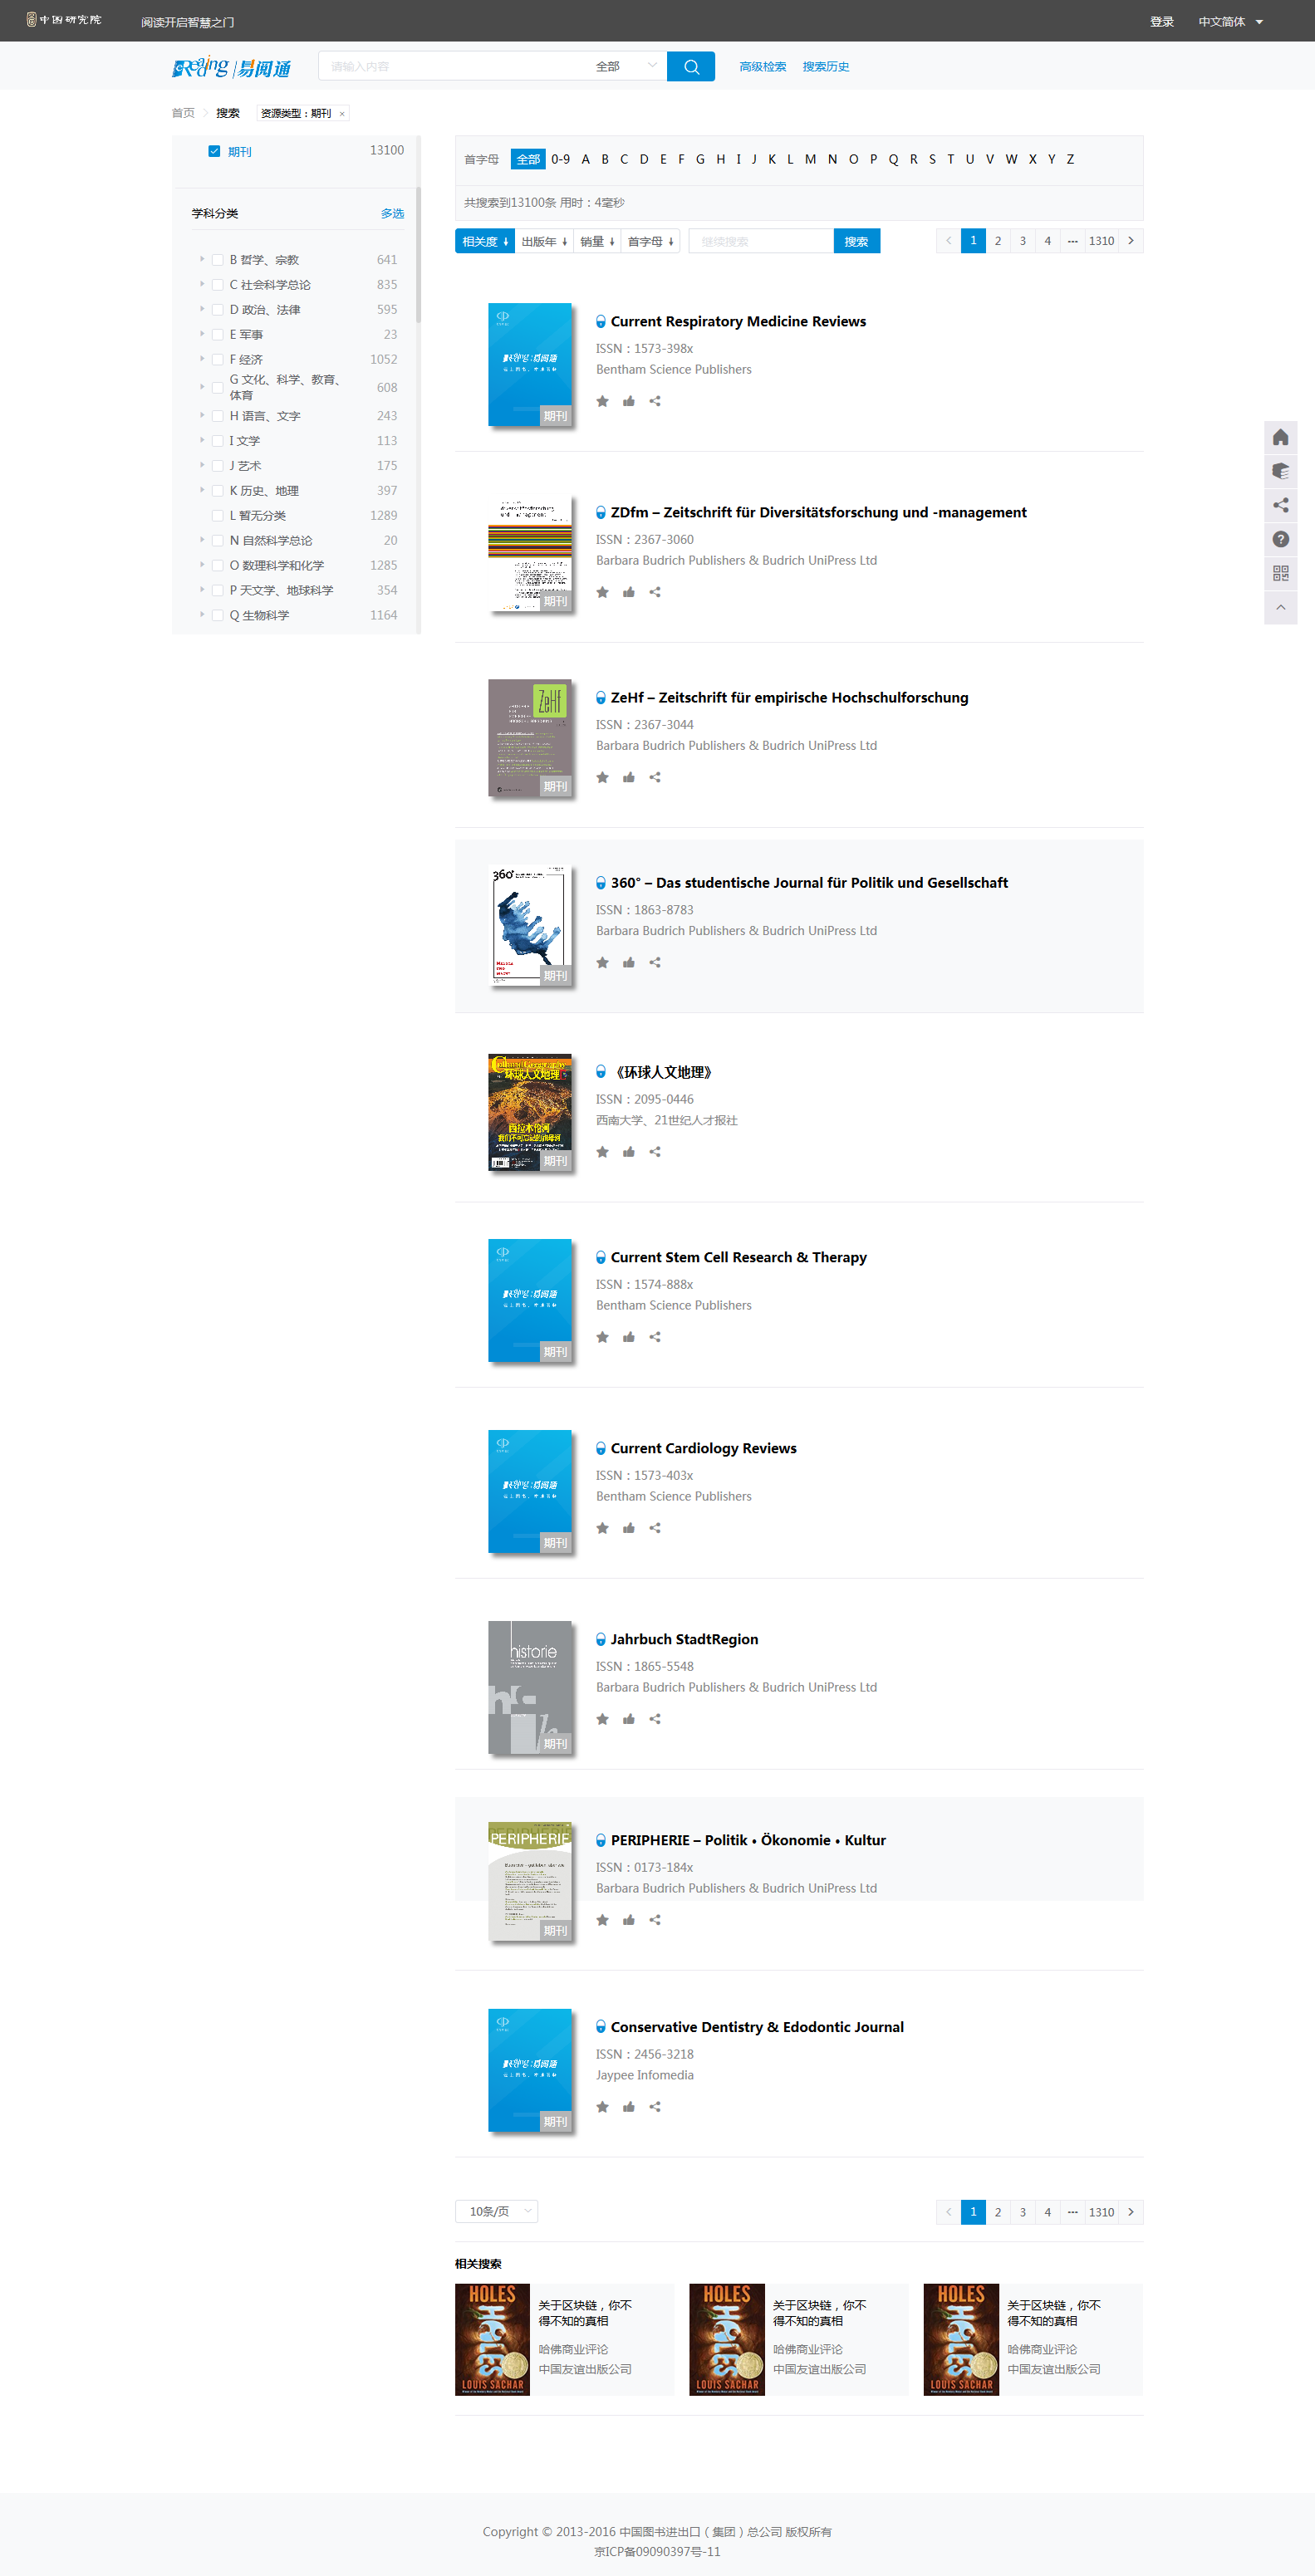 中国研究院
阅读开启智慧之门
登录
中文简体
CReading | 易阅通
请输入内容
全部
高级检索
搜索历史
首页
搜索
资源类型：期刊 ×
期刊 13100
学科分类 多选
B 哲学、宗教 641
C 社会科学总论 835
D 政治、法律 595
E 军事 23
F 经济 1052
G 文化、科学、教育、
体育 608
H 语言、文字 243
I 文学 113
J 艺术 175
K 历史、地理 397
L 暂无分类 1289
N 自然科学总论 20
O 数理科学和化学 1285
P 天文学、地球科学 354
Q 生物科学 1164
首字母 全部 0-9 A B C D E F G H I J K L M N O P Q R S T U V W X Y Z
共搜索到13100条 用时：4毫秒
相关度 出版年 销量 首字母 继续搜索 搜索 1 2 3 4 ··· 1310
期刊
Current Respiratory Medicine Reviews
ISSN：1573-398x
Bentham Science Publishers
期刊
ZDfm – Zeitschrift für Diversitätsforschung und -management
ISSN：2367-3060
Barbara Budrich Publishers & Budrich UniPress Ltd
ZeHf
期刊
ZeHf – Zeitschrift für empirische Hochschulforschung
ISSN：2367-3044
Barbara Budrich Publishers & Budrich UniPress Ltd
360°
期刊
360° – Das studentische Journal für Politik und Gesellschaft
ISSN：1863-8783
Barbara Budrich Publishers & Budrich UniPress Ltd
环球人文地理
西拉木伦河
期刊
《环球人文地理》
ISSN：2095-0446
西南大学、21世纪人才报社
期刊
Current Stem Cell Research & Therapy
ISSN：1574-888x
Bentham Science Publishers
期刊
Current Cardiology Reviews
ISSN：1573-403x
Bentham Science Publishers
historie
期刊
Jahrbuch StadtRegion
ISSN：1865-5548
Barbara Budrich Publishers & Budrich UniPress Ltd
PERIPHERIE
期刊
PERIPHERIE – Politik • Ökonomie • Kultur
ISSN：0173-184x
Barbara Budrich Publishers & Budrich UniPress Ltd
期刊
Conservative Dentistry & Edodontic Journal
ISSN：2456-3218
Jaypee Infomedia
10条/页 1 2 3 4 ··· 1310
相关搜索
HOLES
LOUIS SACHAR
关于区块链，你不
得不知的真相
哈佛商业评论
中国友谊出版公司
HOLES
LOUIS SACHAR
关于区块链，你不
得不知的真相
哈佛商业评论
中国友谊出版公司
HOLES
LOUIS SACHAR
关于区块链，你不
得不知的真相
哈佛商业评论
中国友谊出版公司
Copyright © 2013-2016 中国图书进出口（集团）总公司 版权所有
京ICP备09090397号-11